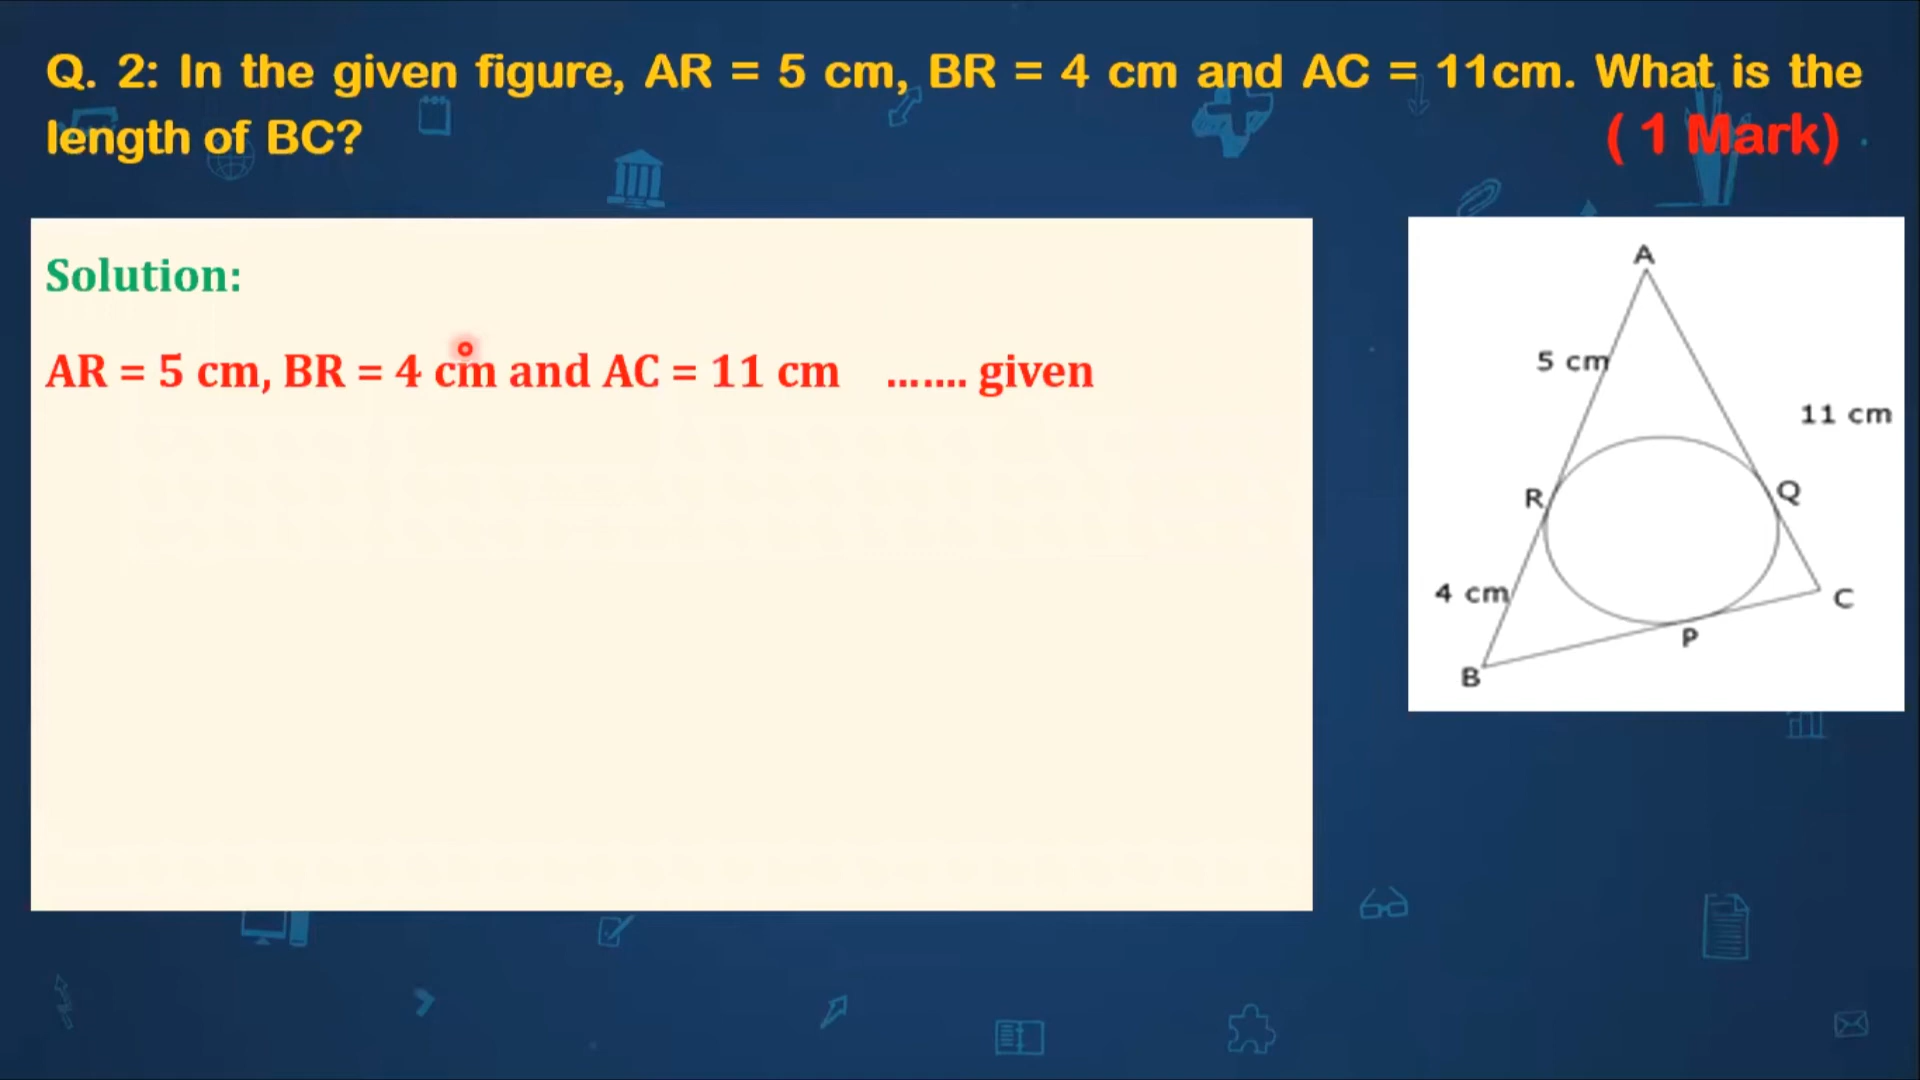 Q. 2: In the given figure, AR = 5 cm, BR = 4 cm and AC = 11cm. What is the
length of BC?
( 1 Mark)
Solution:
AR = 5 cm, BR = 4 cm and AC = 11 cm ....... given
A
5 cm
11 cm
R
Q
4 cm
C
P
B